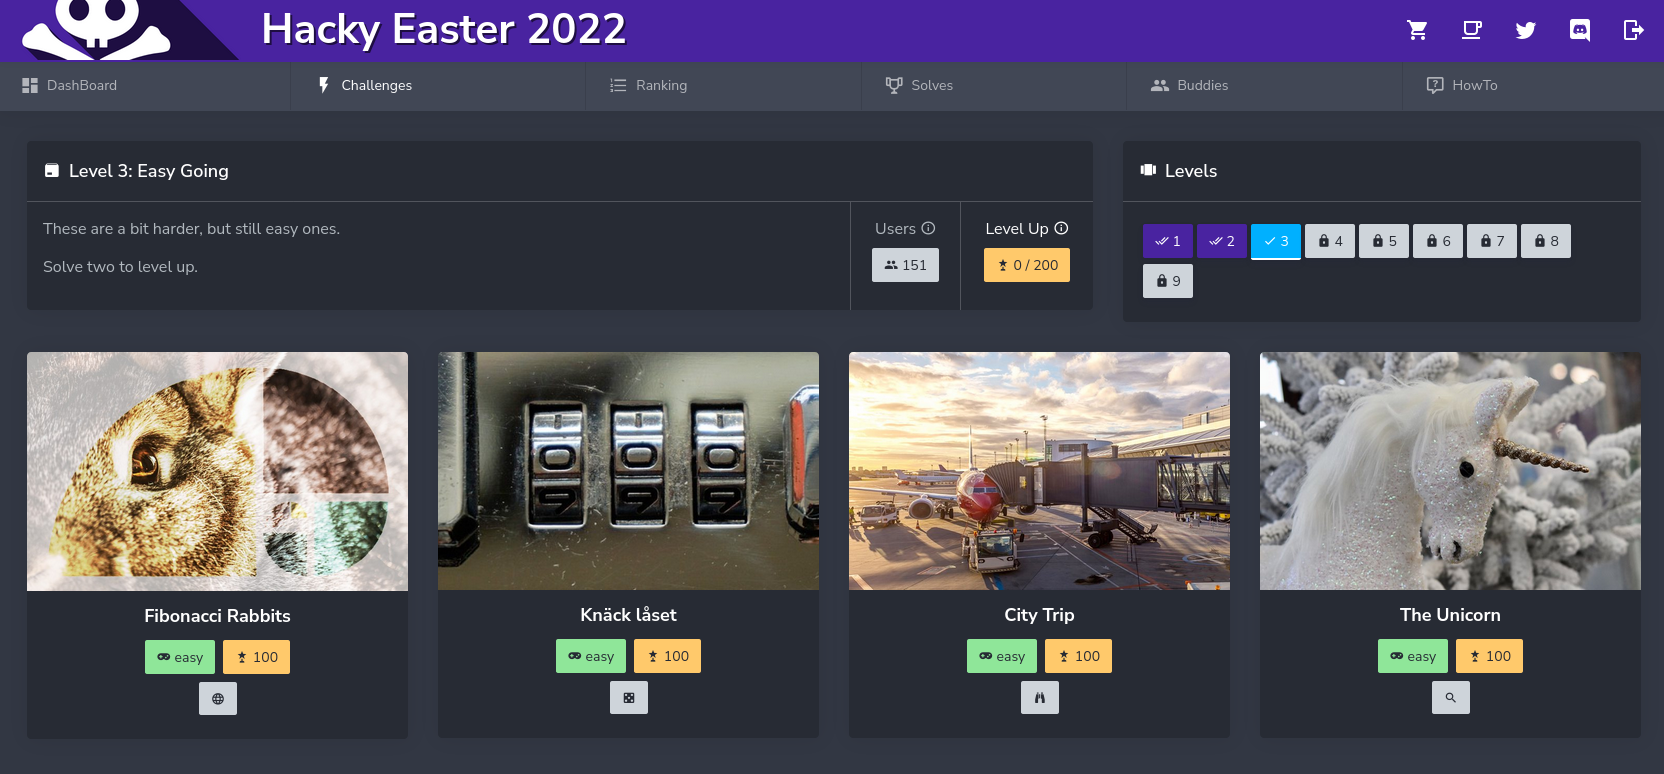 Hacky Easter 2022
DashBoard
Challenges
Ranking
Solves
Buddies
HowTo
Level 3: Easy Going
These are a bit harder, but still easy ones.
Solve two to level up.
Users
151
Level Up
0 / 200
Levels
1 2 3 4 5 6 7 8
9
0 0 0
Fibonacci Rabbits
easy 100
Knäck låset
easy 100
City Trip
easy 100
The Unicorn
easy 100